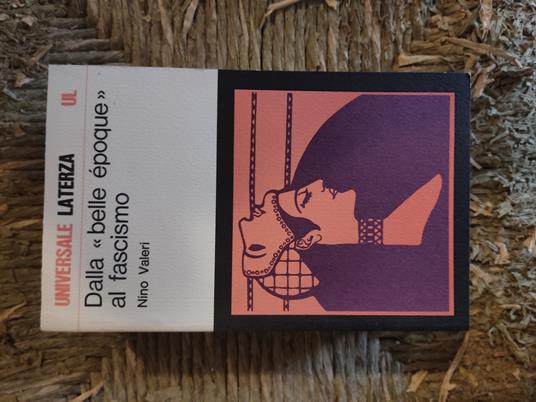 UNIVERSALE LATERZA UL
Dalla « belle époque »
al fascismo
Nino Valeri